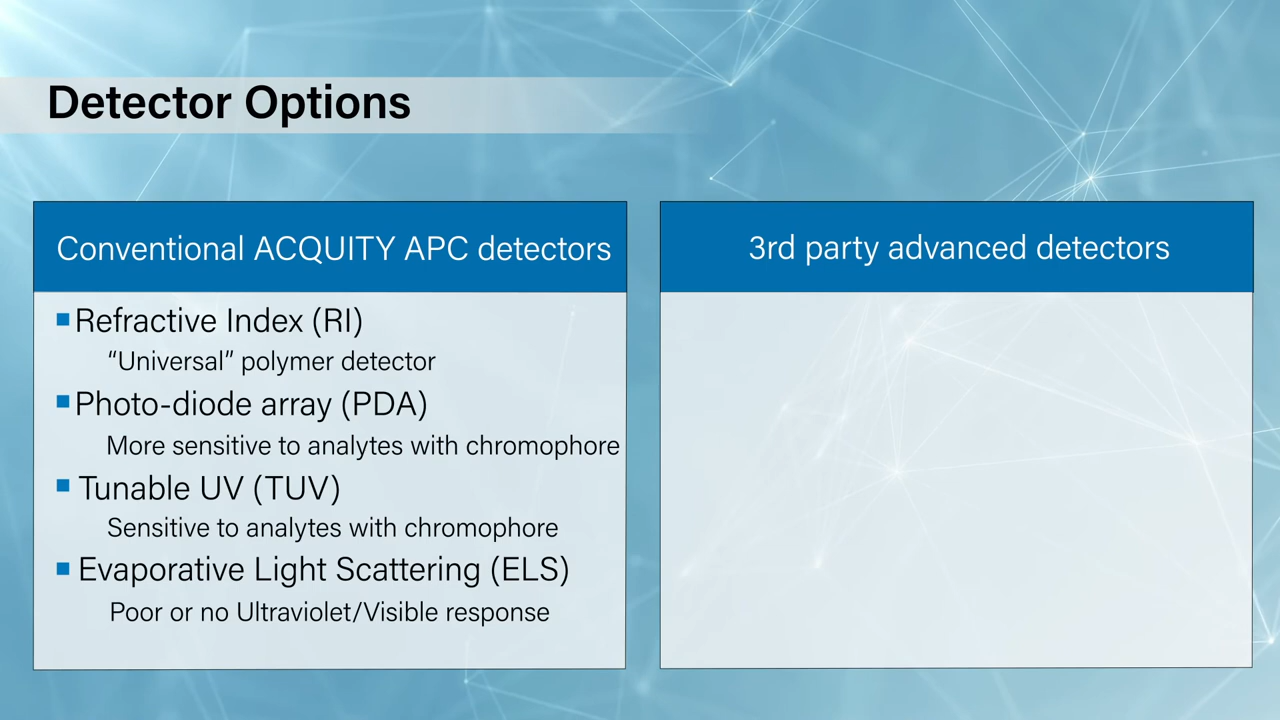 Detector Options
Conventional ACQUITY APC detectors
Refractive Index (RI)
“Universal” polymer detector
Photo-diode array (PDA)
More sensitive to analytes with chromophore
Tunable UV (TUV)
Sensitive to analytes with chromophore
Evaporative Light Scattering (ELS)
Poor or no Ultraviolet/Visible response
3rd party advanced detectors